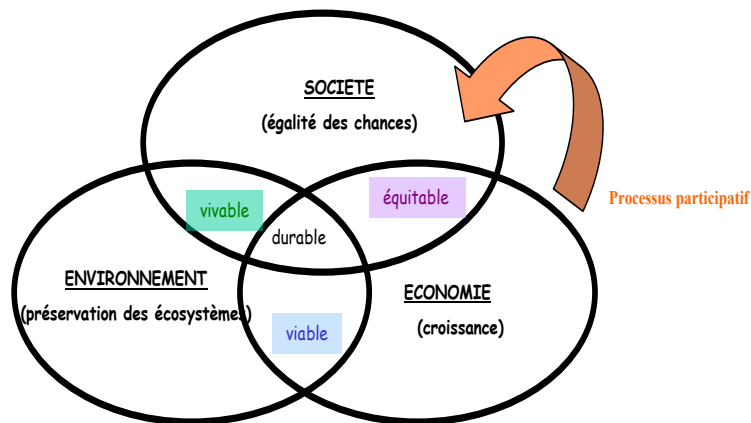 SOCIETE
(égalité des chances)
vivable
équitable
Processus participatif
durable
ENVIRONNEMENT
(préservation des écosystèmes)
ECONOMIE
(croissance)
viable